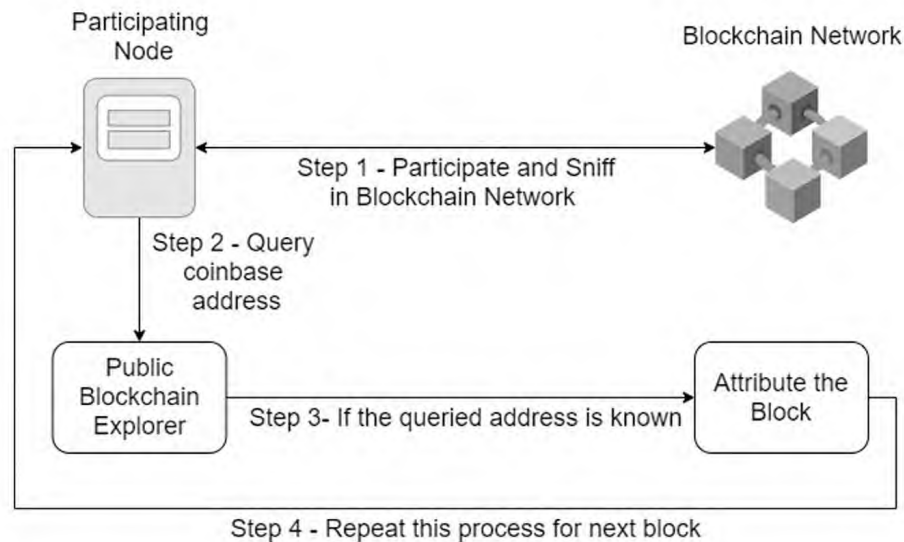 Participating
Node
Blockchain Network
Step 1 - Participate and Sniff
in Blockchain Network
Step 2 - Query
coinbase
address
Public
Blockchain
Explorer
Step 3- If the queried address is known
Attribute the
Block
Step 4 - Repeat this process for next block